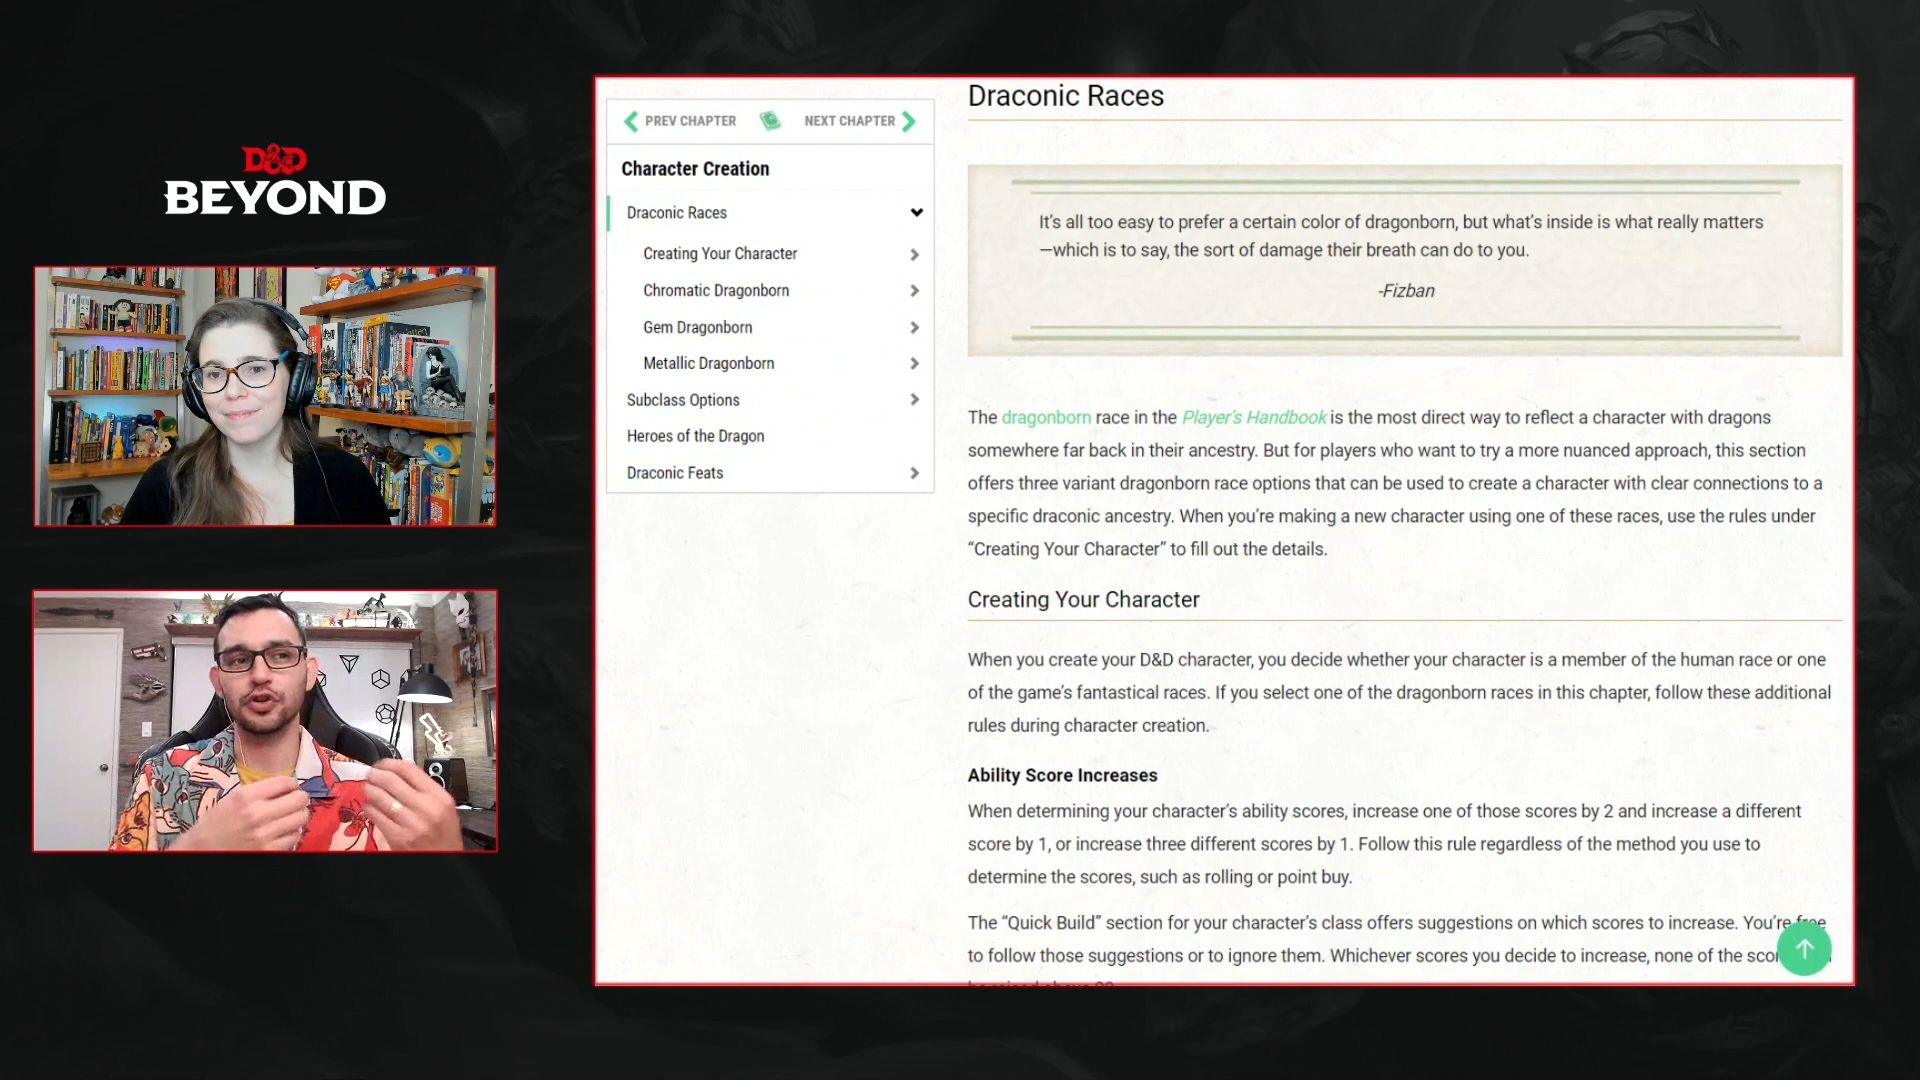 D&D
BEYOND
PREV CHAPTER
NEXT CHAPTER
Character Creation
Draconic Races
Creating Your Character
Chromatic Dragonborn
Gem Dragonborn
Metallic Dragonborn
Subclass Options
Heroes of the Dragon
Draconic Feats
Draconic Races
It's all too easy to prefer a certain color of dragonborn, but what's inside is what really matters
—which is to say, the sort of damage their breath can do to you.
-Fizban
The dragonborn race in the Player's Handbook is the most direct way to reflect a character with dragons
somewhere far back in their ancestry. But for players who want to try a more nuanced approach, this section
offers three variant dragonborn race options that can be used to create a character with clear connections to a
specific draconic ancestry. When you're making a new character using one of these races, use the rules under
“Creating Your Character” to fill out the details.
Creating Your Character
When you create your D&D character, you decide whether your character is a member of the human race or one
of the game's fantastical races. If you select one of the dragonborn races in this chapter, follow these additional
rules during character creation.
Ability Score Increases
When determining your character's ability scores, increase one of those scores by 2 and increase a different
score by 1, or increase three different scores by 1. Follow this rule regardless of the method you use to
determine the scores, such as rolling or point buy.
The “Quick Build” section for your character's class offers suggestions on which scores to increase. You're free
to follow those suggestions or to ignore them. Whichever scores you decide to increase, none of the